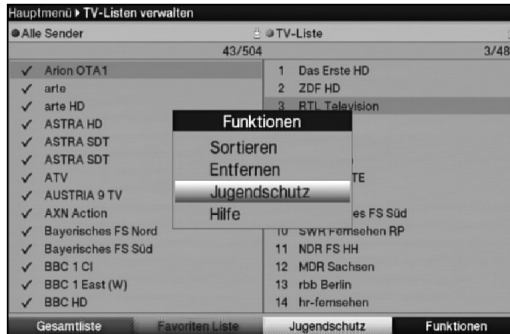 Hauptmenü ▸ TV-Listen verwalten
Alle Sender
43/504
✓ Arion OTA1
✓ arte
✓ arte HD
✓ ASTRA HD
✓ ASTRA SDT
✓ ASTRA SDT
✓ ATV
✓ AUSTRIA 9 TV
✓ AXN Action
✓ Bayerisches FS Nord
✓ Bayerisches FS Süd
✓ BBC 1 CI
✓ BBC 1 East (W)
✓ BBC HD
TV-Liste
3/48
1 Das Erste HD
2 ZDF HD
3 RTL Television
TE
es FS Süd
10 SWR Fernsehen RP
11 NDR FS HH
12 MDR Sachsen
13 rbb Berlin
14 hr-fernsehen
Funktionen
Sortieren
Entfernen
Jugendschutz
Hilfe
Gesamtliste
Favoriten Liste
Jugendschutz
Funktionen